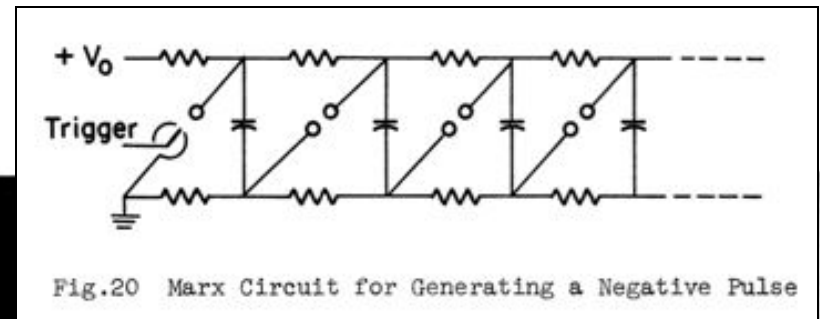 + V₀
Trigger
Fig.20 Marx Circuit for Generating a Negative Pulse